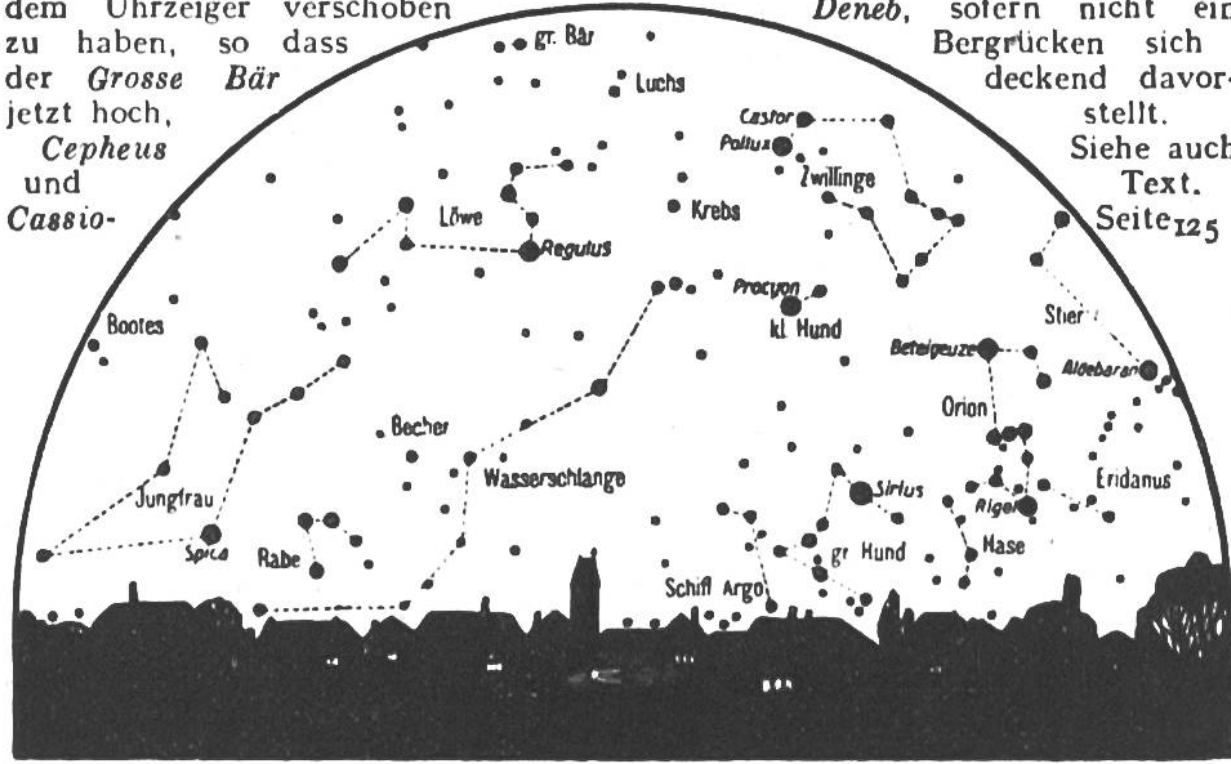 dem Uhrzeiger verschoben
zu haben, so dass
der Grosse Bär
jetzt hoch,
Cepheus
und
Cassio-
Deneb, sofern nicht ein
Bergrücken sich
deckend davor-
stellt.
Siehe auch
Text.
Seite 125
gr. Bär
Luchs
Castor
Pollux
Zwillinge
Löwe
Krebs
Regulus
Procyon
kl. Hund
Stier
Bootes
Beteigeuze
Aldebaran
Orion
Becher
Wasserschlange
Eridanus
Jungfrau
Sirius
Rigel
Spica
Rabe
gr. Hund
Hase
Schiff Argo